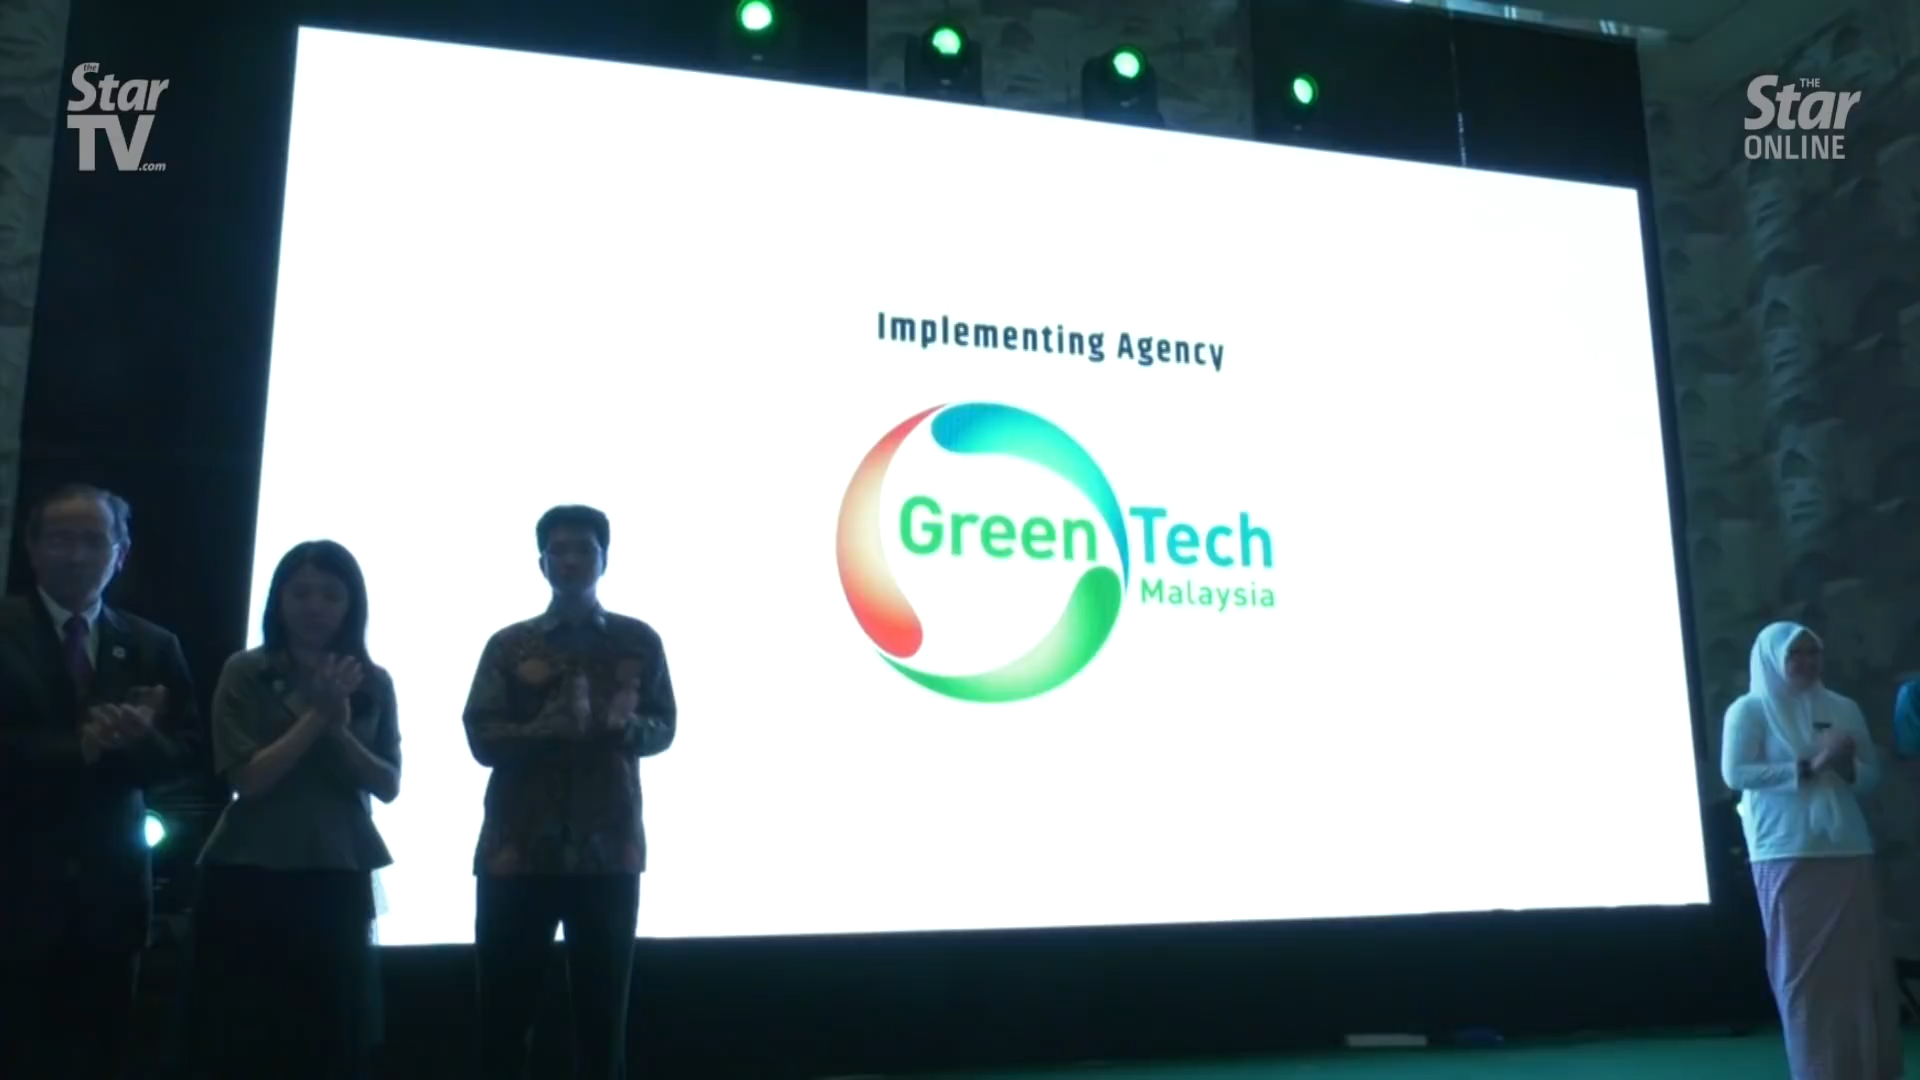 the
Star
TV
.com
THE
Star
ONLINE
Implementing Agency
Green Tech
Malaysia